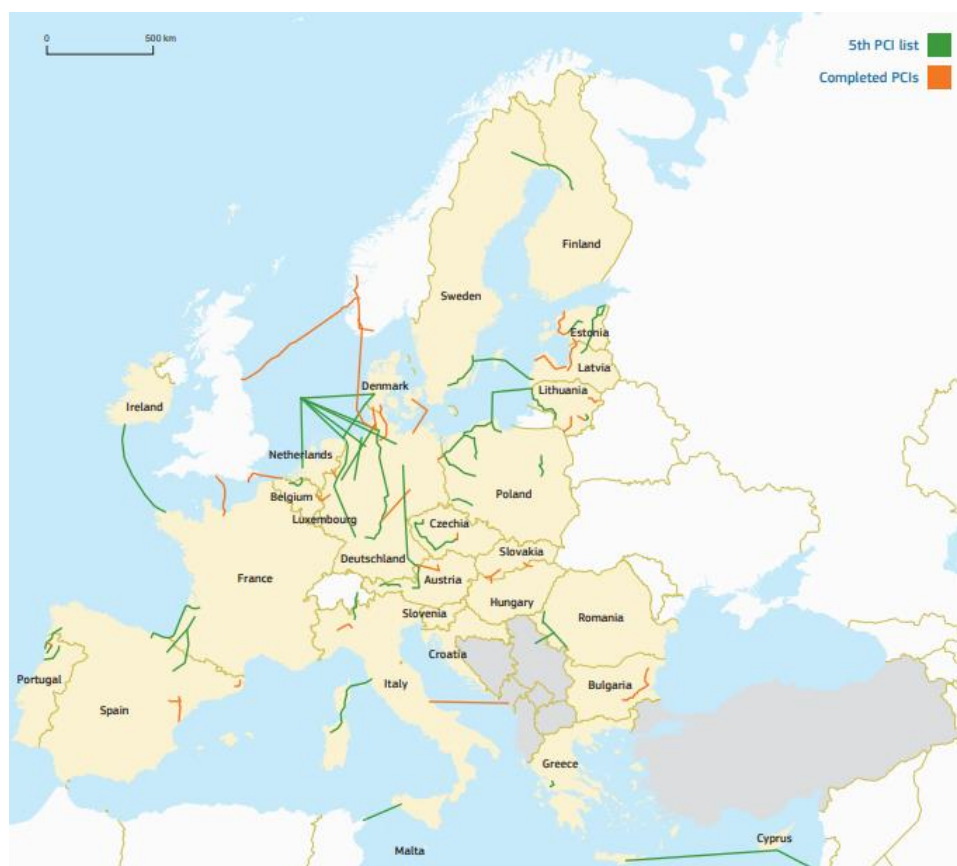 0 500 km
5th PCI list
Completed PCIs
Finland
Sweden
Estonia
Latvia
Denmark
Lithuania
Ireland
Netherlands
Belgium
Poland
Luxembourg
Czechia
Deutschland
Slovakia
France
Austria
Hungary
Slovenia
Romania
Croatia
Portugal
Italy
Bulgaria
Spain
Greece
Cyprus
Malta